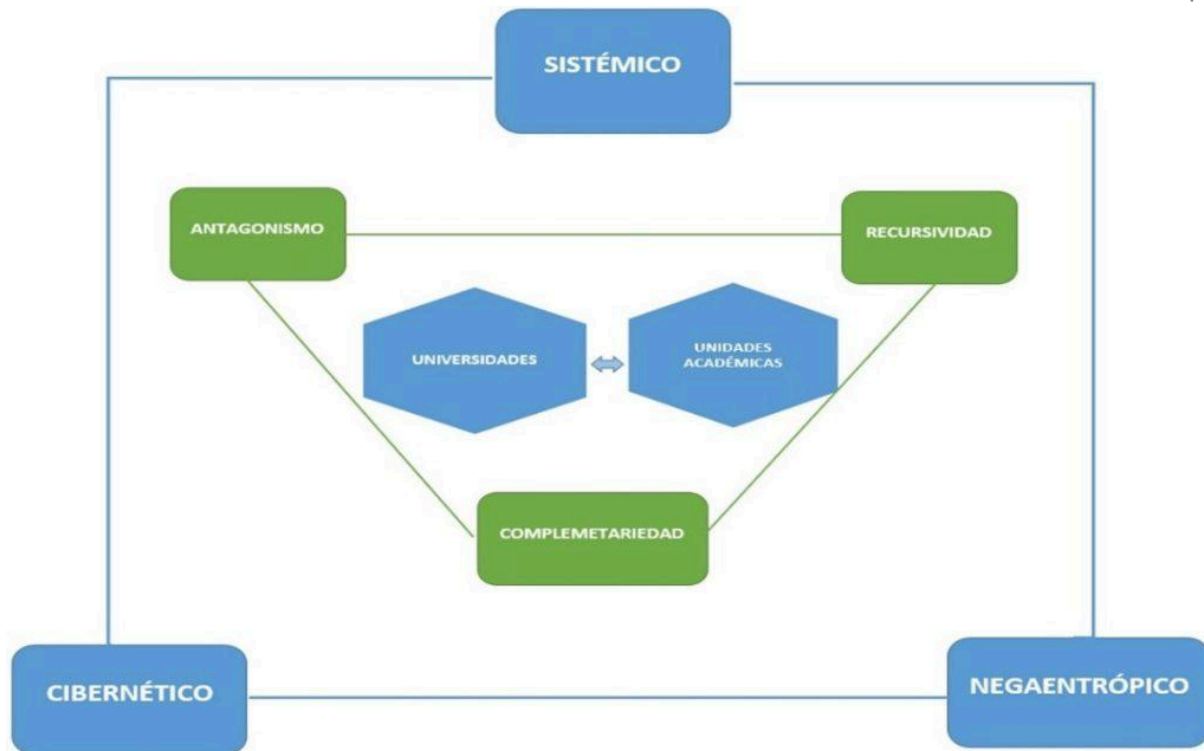 SISTÉMICO
ANTAGONISMO
RECURSIVIDAD
UNIVERSIDADES
UNIDADES
ACADÉMICAS
COMPLEMETARIEDAD
CIBERNÉTICO
NEGAENTRÓPICO